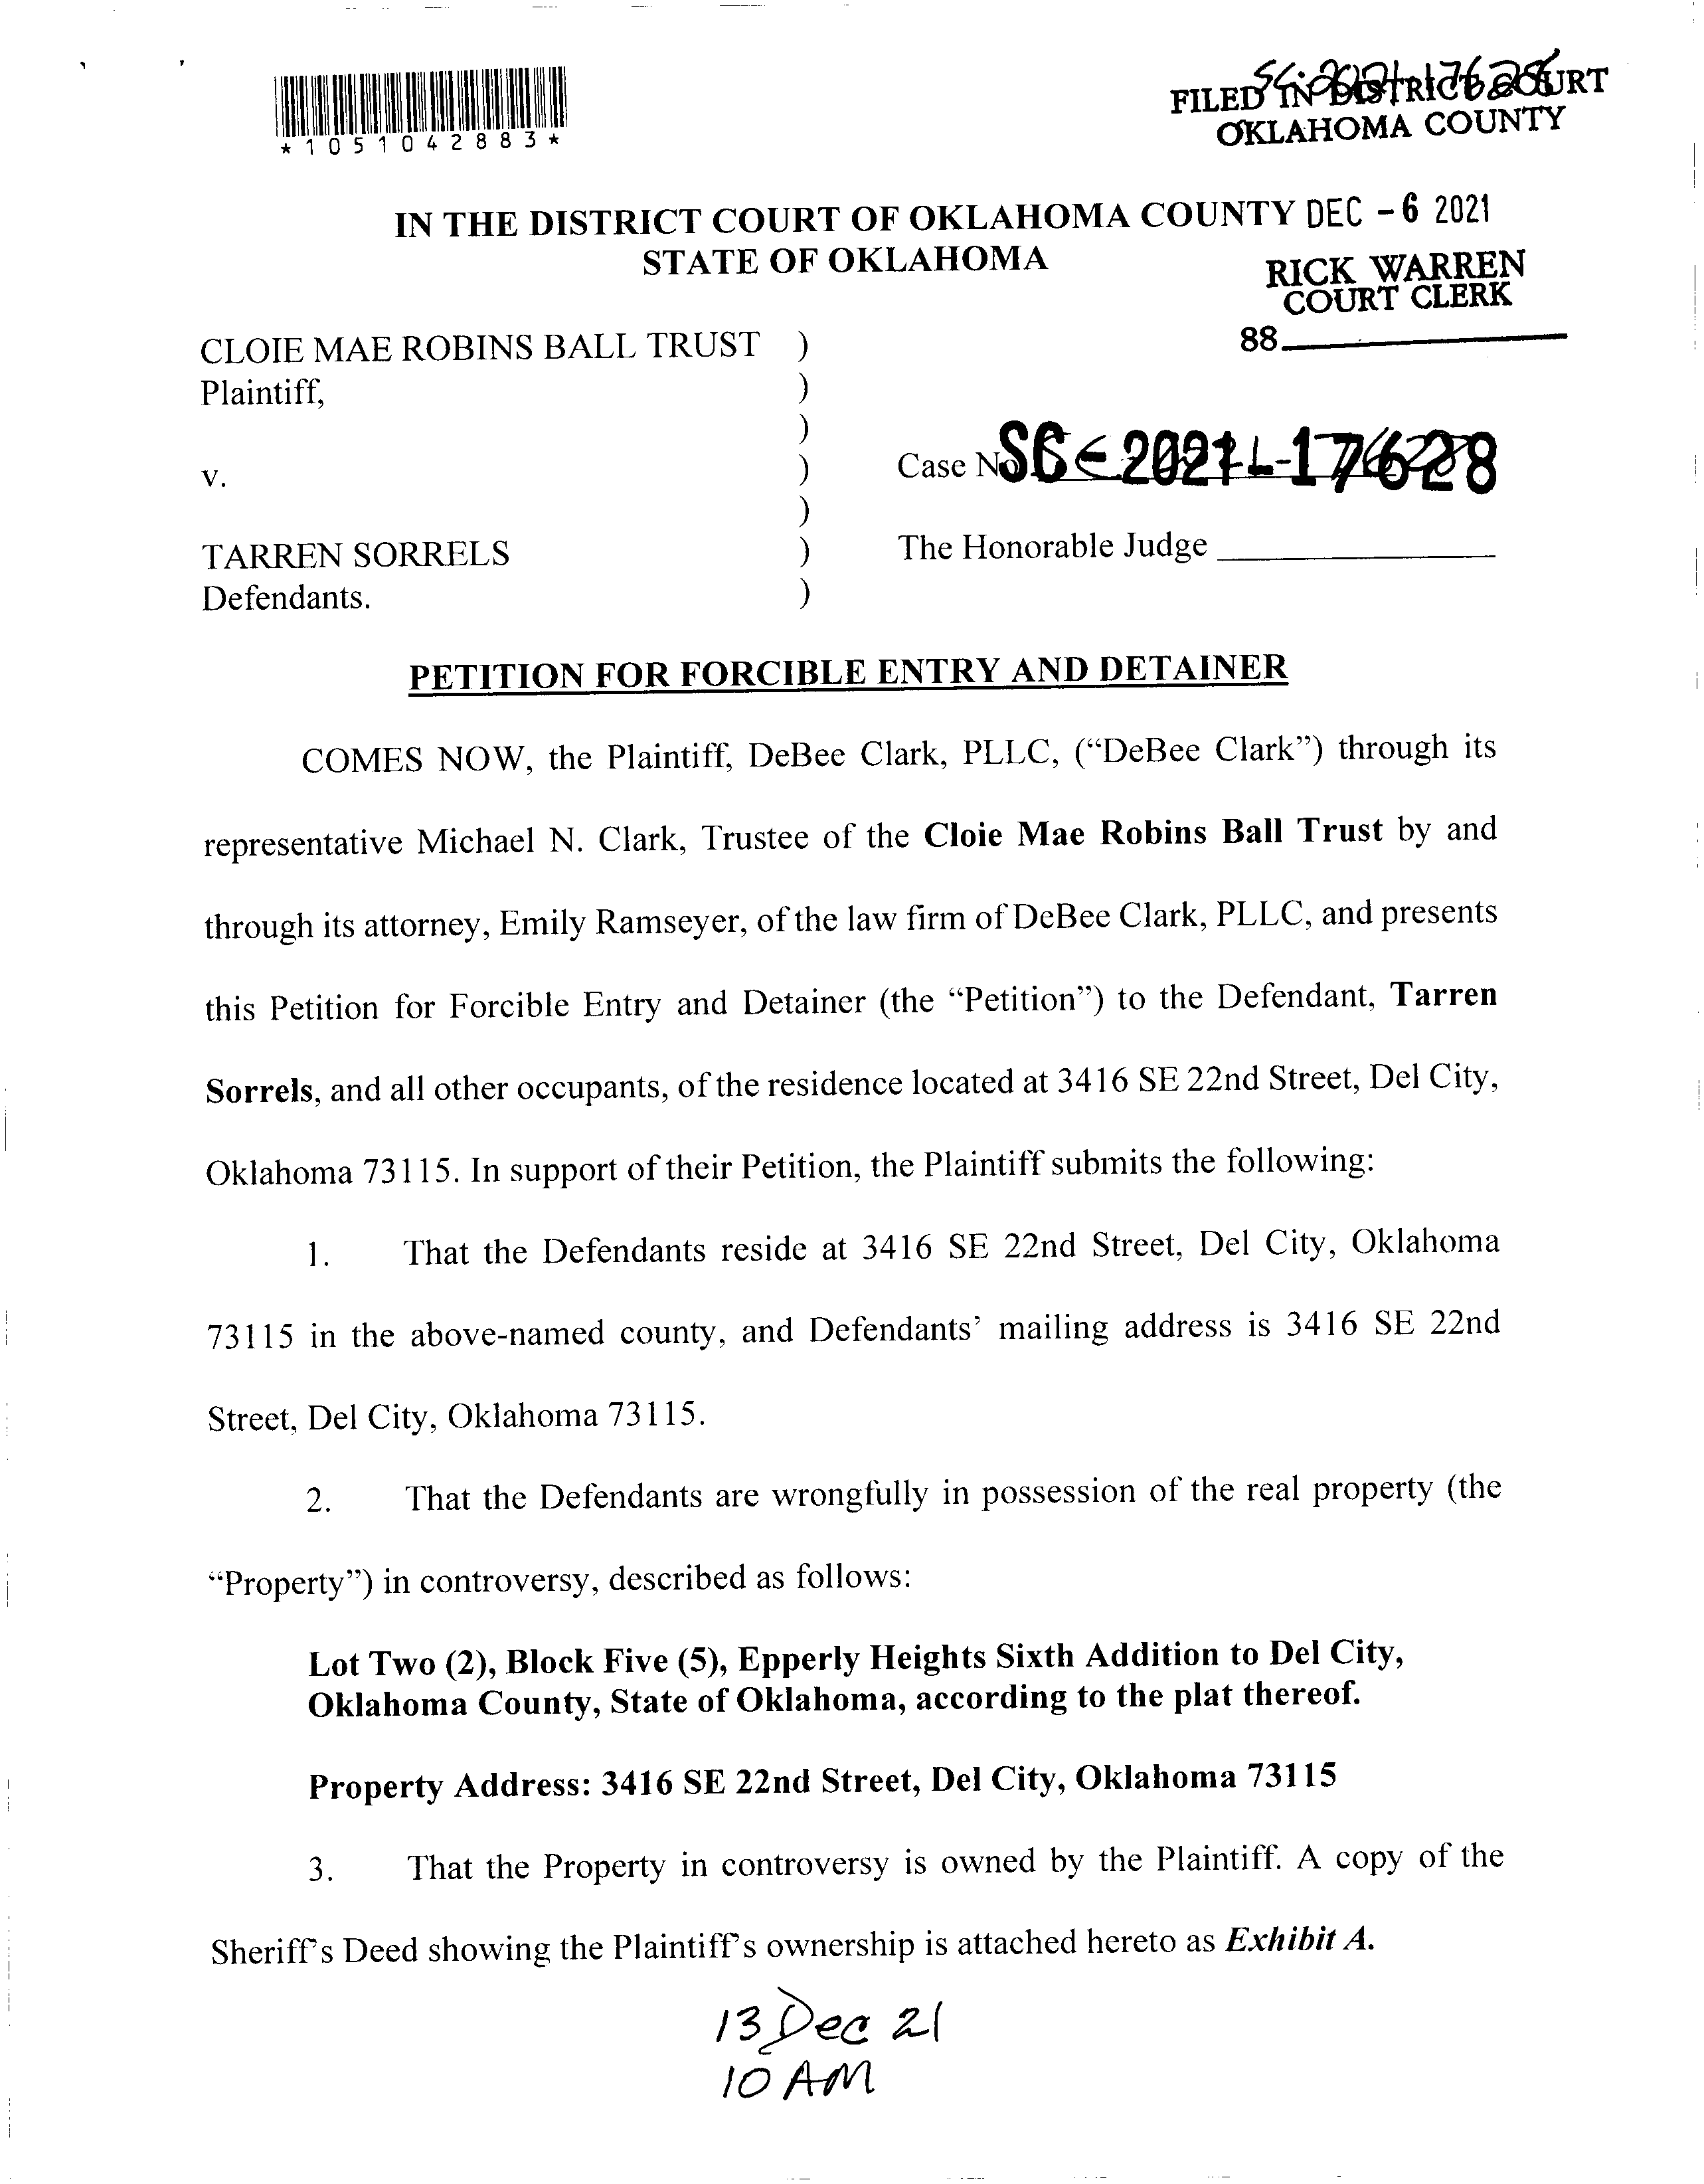 SC-2021-17628
FILED IN DISTRICT COURT
OKLAHOMA COUNTY
*1051042883*
IN THE DISTRICT COURT OF OKLAHOMA COUNTY DEC - 6 2021
STATE OF OKLAHOMA
RICK WARREN
COURT CLERK
88
CLOIE MAE ROBINS BALL TRUST )
Plaintiff, )
)
v. ) Case No. SC - 2021 - 17628
)
TARREN SORRELS ) The Honorable Judge
Defendants. )
PETITION FOR FORCIBLE ENTRY AND DETAINER
COMES NOW, the Plaintiff, DeBee Clark, PLLC, (“DeBee Clark”) through its
representative Michael N. Clark, Trustee of the Cloie Mae Robins Ball Trust by and
through its attorney, Emily Ramseyer, of the law firm of DeBee Clark, PLLC, and presents
this Petition for Forcible Entry and Detainer (the “Petition”) to the Defendant, Tarren
Sorrels, and all other occupants, of the residence located at 3416 SE 22nd Street, Del City,
Oklahoma 73115. In support of their Petition, the Plaintiff submits the following:
1. That the Defendants reside at 3416 SE 22nd Street, Del City, Oklahoma
73115 in the above-named county, and Defendants’ mailing address is 3416 SE 22nd
Street, Del City, Oklahoma 73115.
2. That the Defendants are wrongfully in possession of the real property (the
“Property”) in controversy, described as follows:
Lot Two (2), Block Five (5), Epperly Heights Sixth Addition to Del City,
Oklahoma County, State of Oklahoma, according to the plat thereof.
Property Address: 3416 SE 22nd Street, Del City, Oklahoma 73115
3. That the Property in controversy is owned by the Plaintiff. A copy of the
Sheriff’s Deed showing the Plaintiff’s ownership is attached hereto as Exhibit A.
13 Dec 21
10 AM